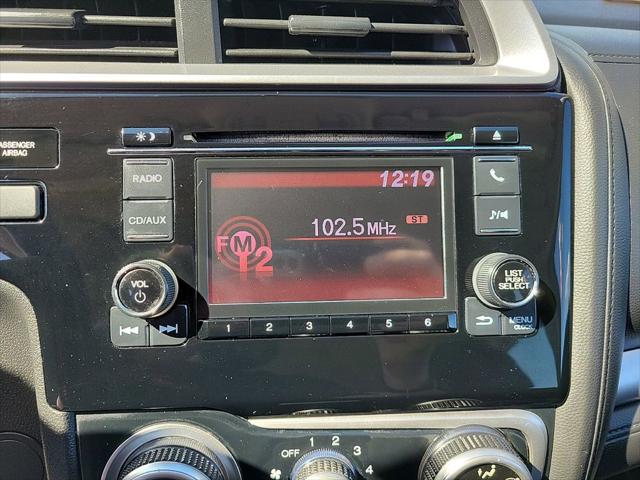 PASSENGER
AIRBAG
RADIO
CD/AUX
VOL
12:19
102.5MHz
ST
FM
2
1 2 3 4 5 6
LIST
PUSH
SELECT
MENU
CLOCK
OFF 1 2 3 4